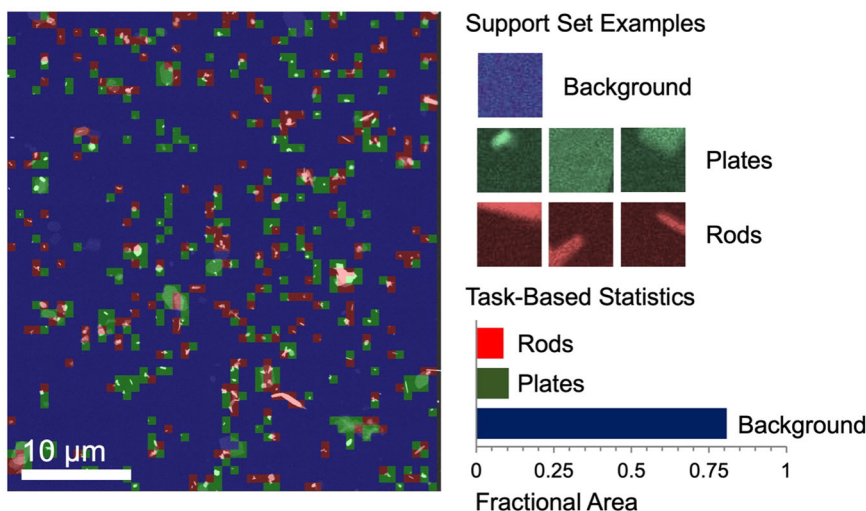 10 µm
Support Set Examples
Background
Plates
Rods
Task-Based Statistics
Rods
Plates
Background
0 0.25 0.5 0.75 1
Fractional Area